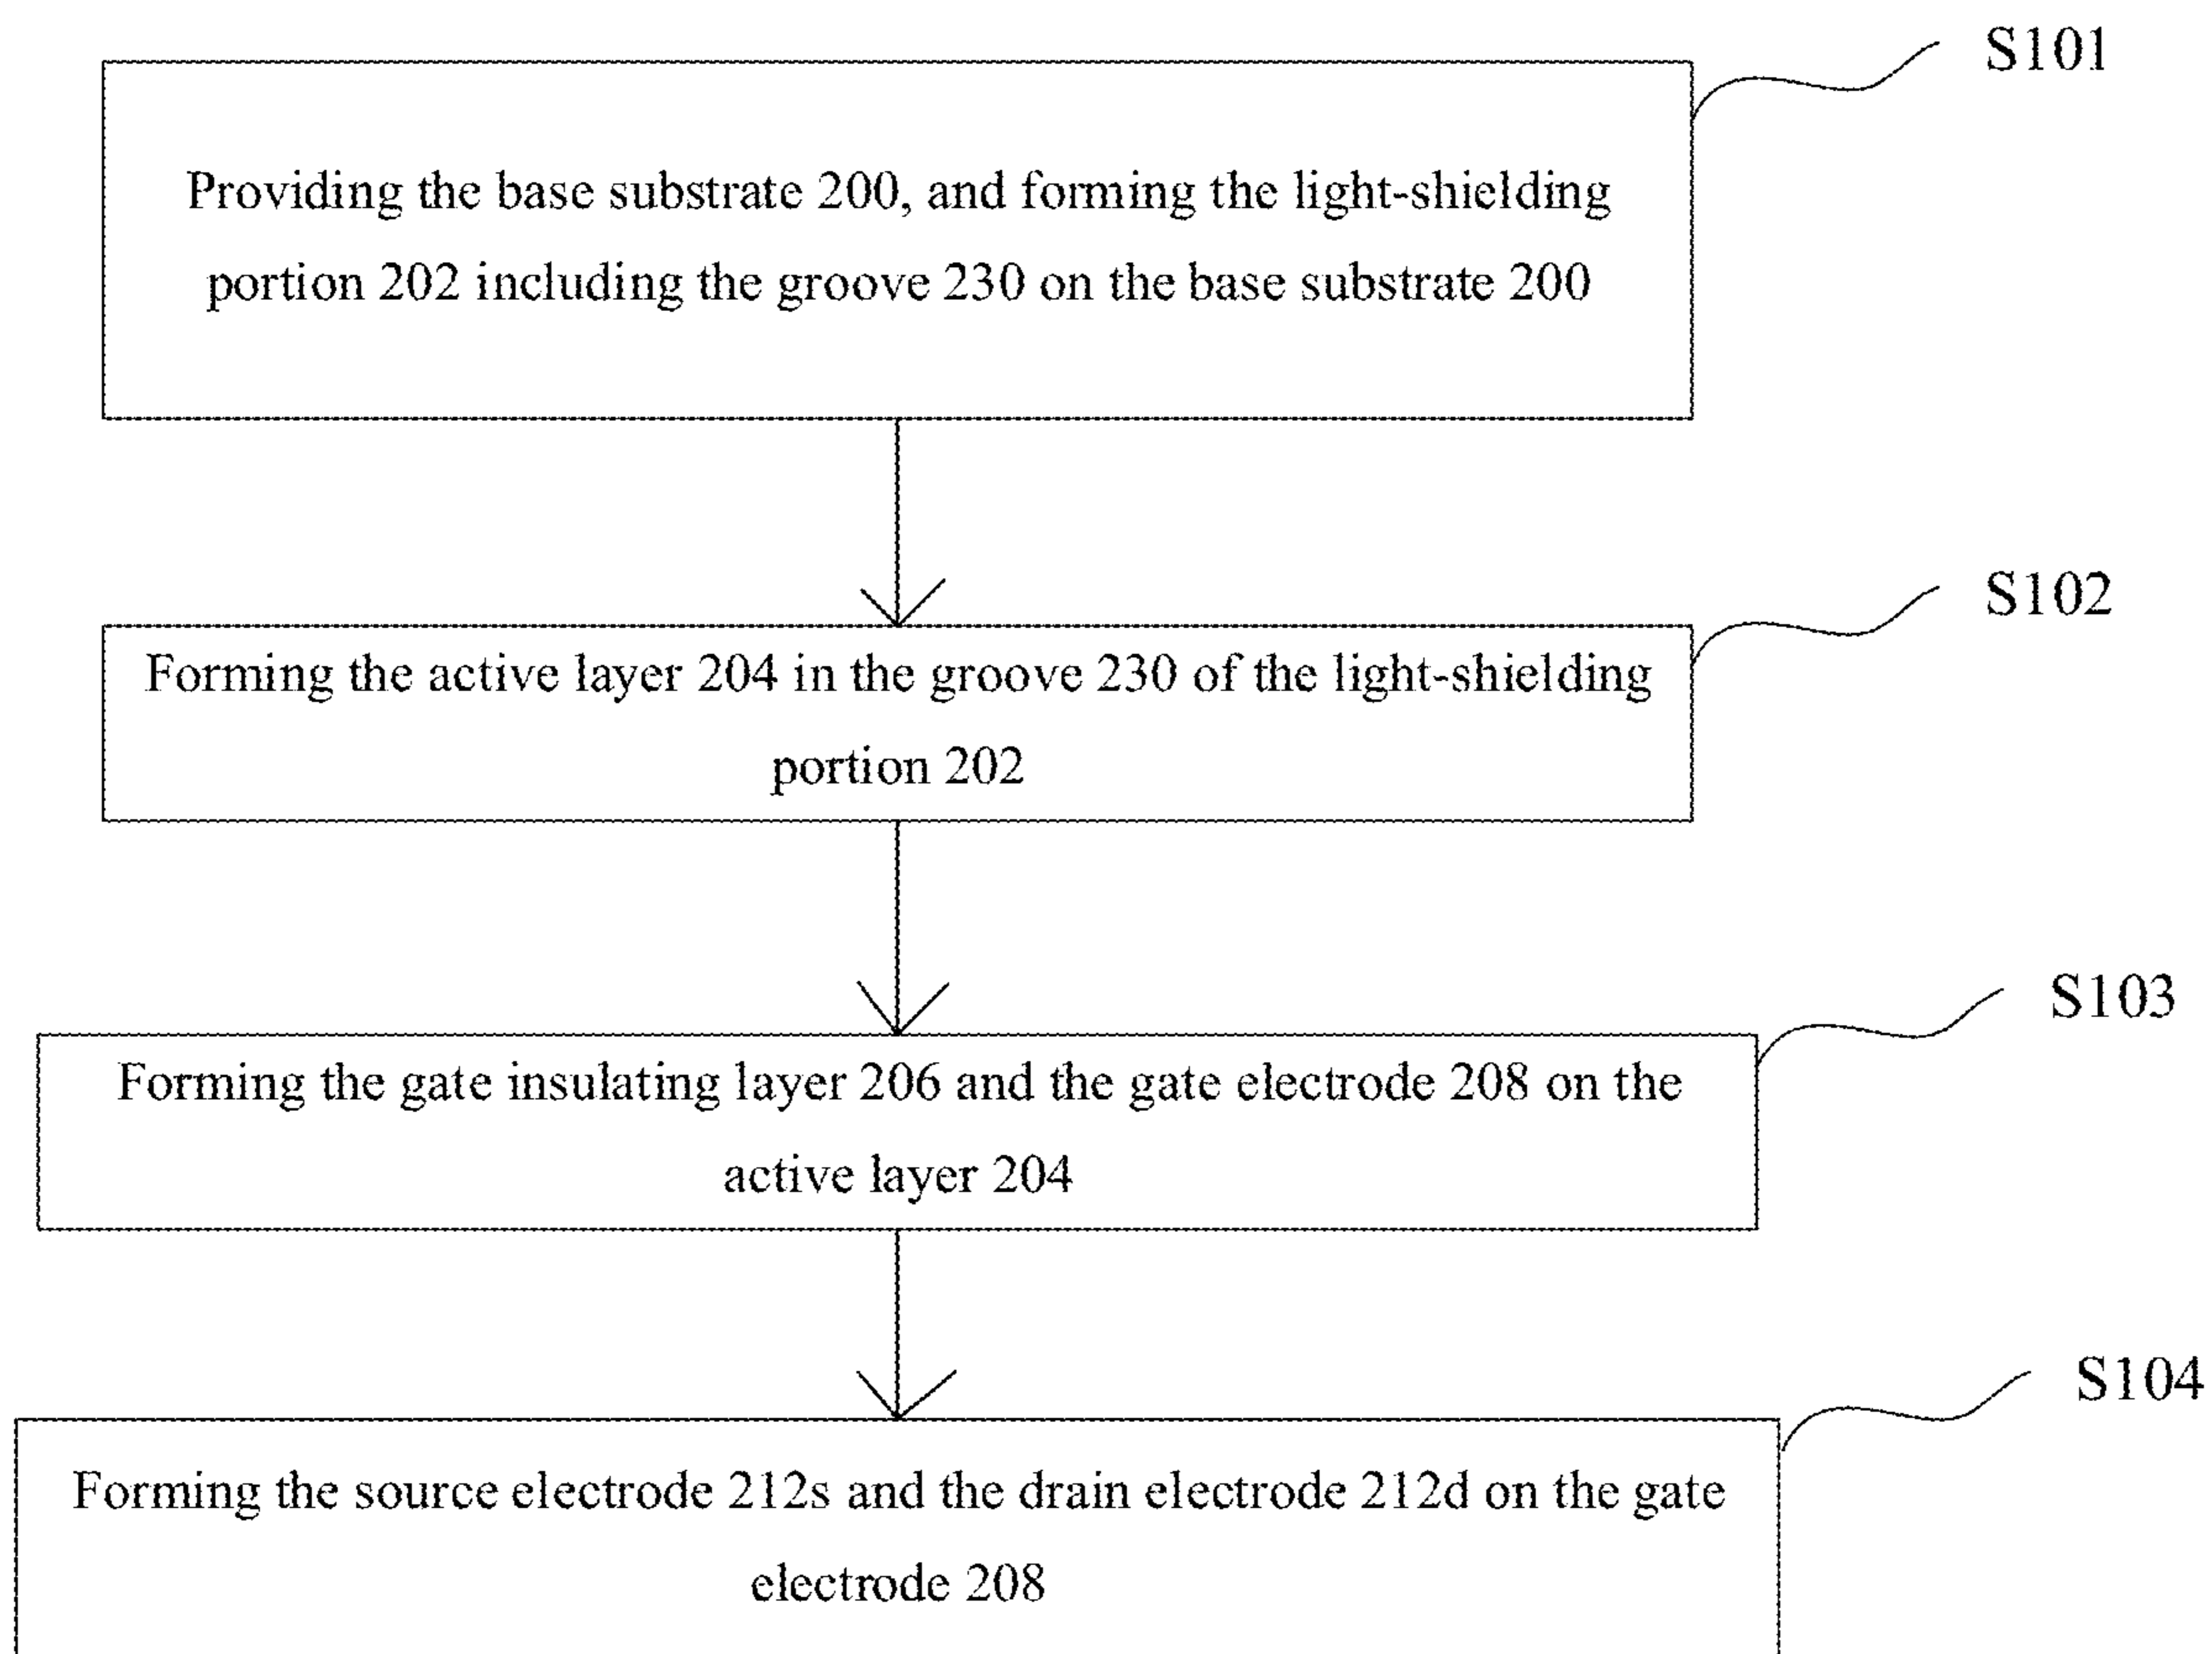 S101
Providing the base substrate 200, and forming the light-shielding
portion 202 including the groove 230 on the base substrate 200
S102
Forming the active layer 204 in the groove 230 of the light-shielding
portion 202
S103
Forming the gate insulating layer 206 and the gate electrode 208 on the
active layer 204
S104
Forming the source electrode 212s and the drain electrode 212d on the gate
electrode 208